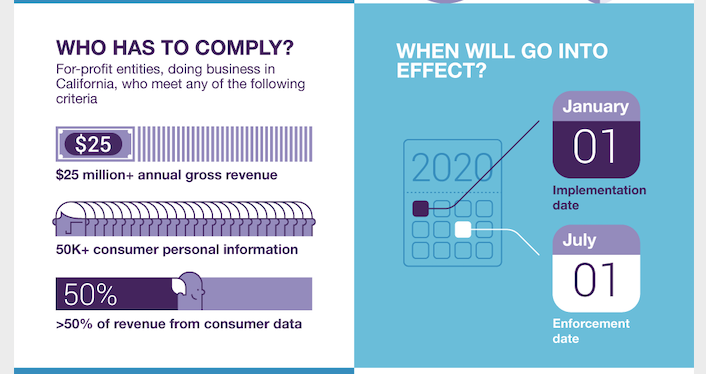 WHO HAS TO COMPLY?
For-profit entities, doing business in
California, who meet any of the following
criteria
$25
$25 million+ annual gross revenue
50K+ consumer personal information
50%
>50% of revenue from consumer data
WHEN WILL GO INTO
EFFECT?
2020
January
01
Implementation
date
July
01
Enforcement
date